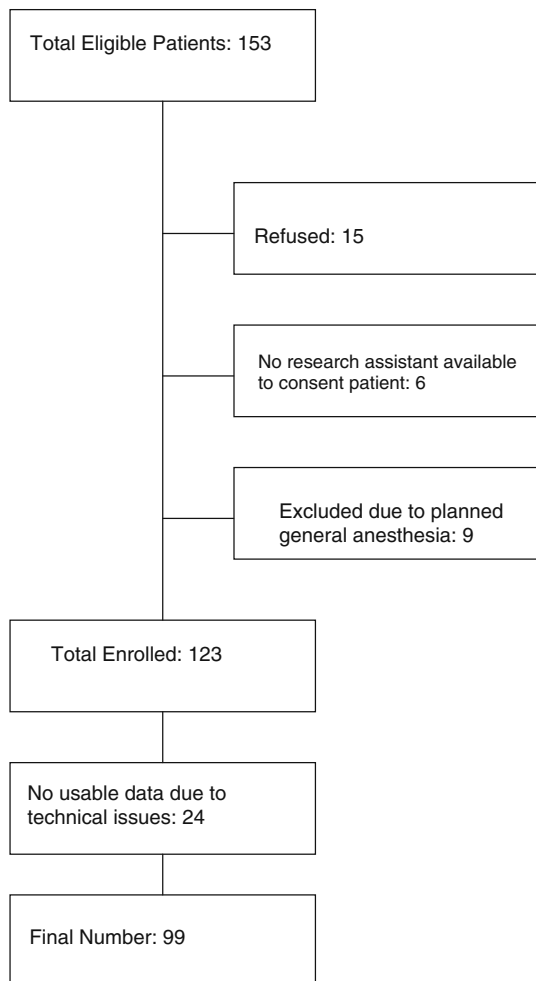 Total Eligible Patients: 153
Refused: 15
No research assistant available
to consent patient: 6
Excluded due to planned
general anesthesia: 9
Total Enrolled: 123
No usable data due to
technical issues: 24
Final Number: 99